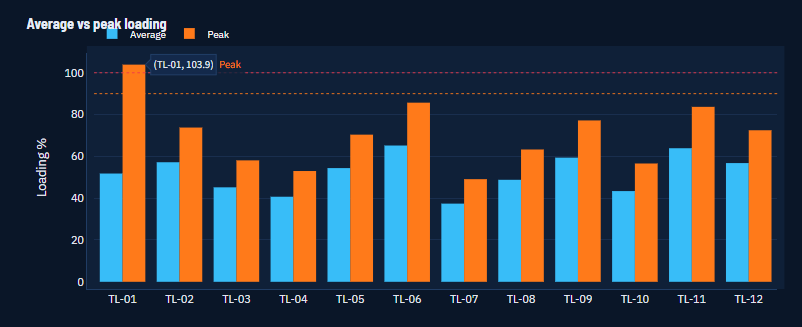 Average vs peak loading
Average Peak
(TL-01, 103.9) Peak
Loading %
100
80
60
40
20
0
TL-01 TL-02 TL-03 TL-04 TL-05 TL-06 TL-07 TL-08 TL-09 TL-10 TL-11 TL-12